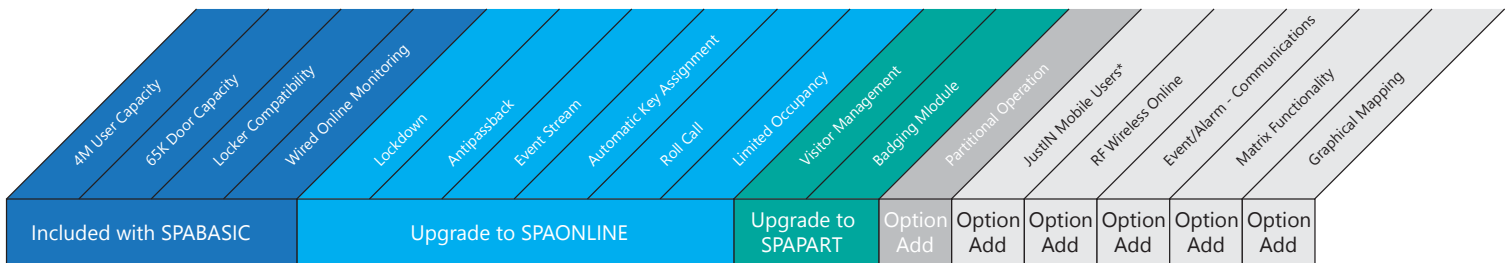 4M User Capacity
65K Door Capacity
Locker Compatibility
Wired Online Monitoring
Lockdown
Antipassback
Event Stream
Automatic Key Assignment
Roll Call
Limited Occupancy
Visitor Management
Badging Mlodule
Partitional Operation
JustIN Mobile Users*
RF Wireless Online
Event/Alarm - Communications
Matrix Functionality
Graphical Mapping
Included with SPABASIC
Upgrade to SPAONLINE
Upgrade to
SPAPART
Option
Add
Option
Add
Option
Add
Option
Add
Option
Add
Option
Add